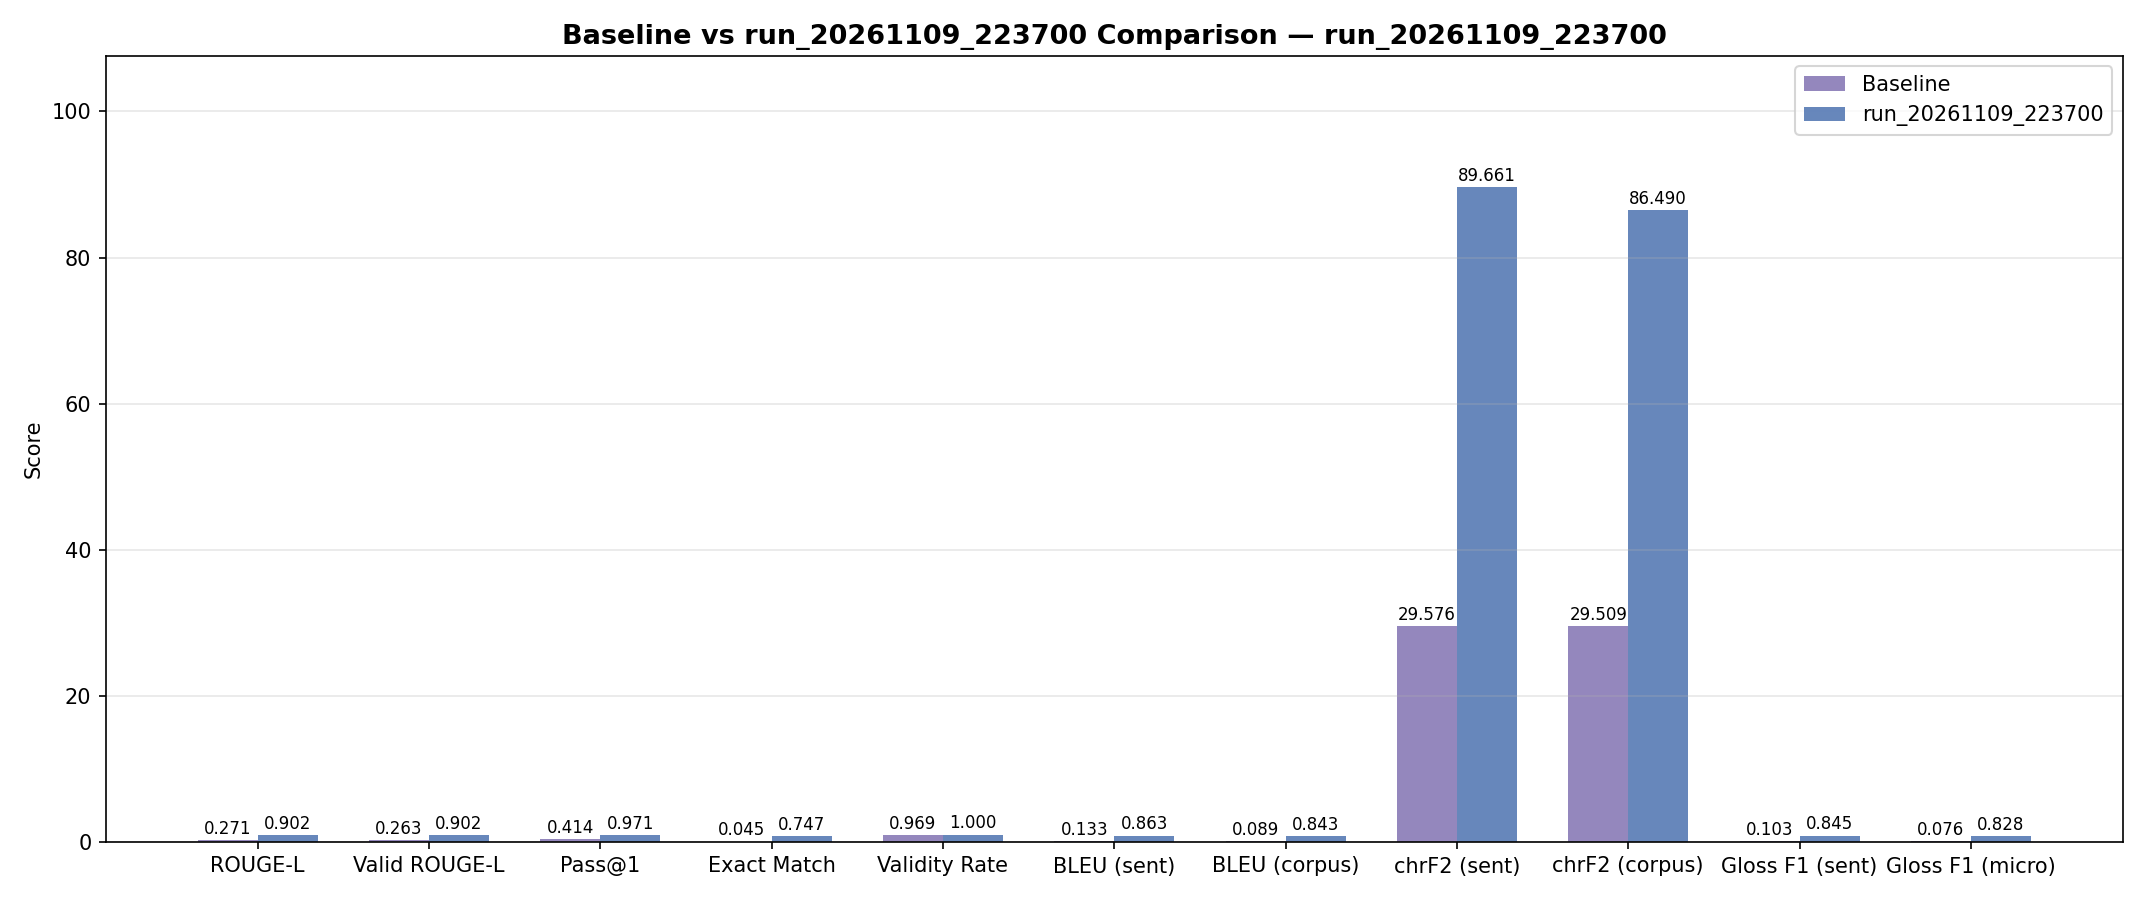 Baseline vs run_20261109_223700 Comparison — run_20261109_223700
Baseline
run_20261109_223700
Score
100
80
60
40
20
0
0.271 0.902 0.263 0.902 0.414 0.971 0.045 0.747 0.969 1.000 0.133 0.863 0.089 0.843 29.576 89.661 29.509 86.490 0.103 0.845 0.076 0.828
ROUGE-L Valid ROUGE-L Pass@1 Exact Match Validity Rate BLEU (sent) BLEU (corpus) chrF2 (sent) chrF2 (corpus) Gloss F1 (sent) Gloss F1 (micro)